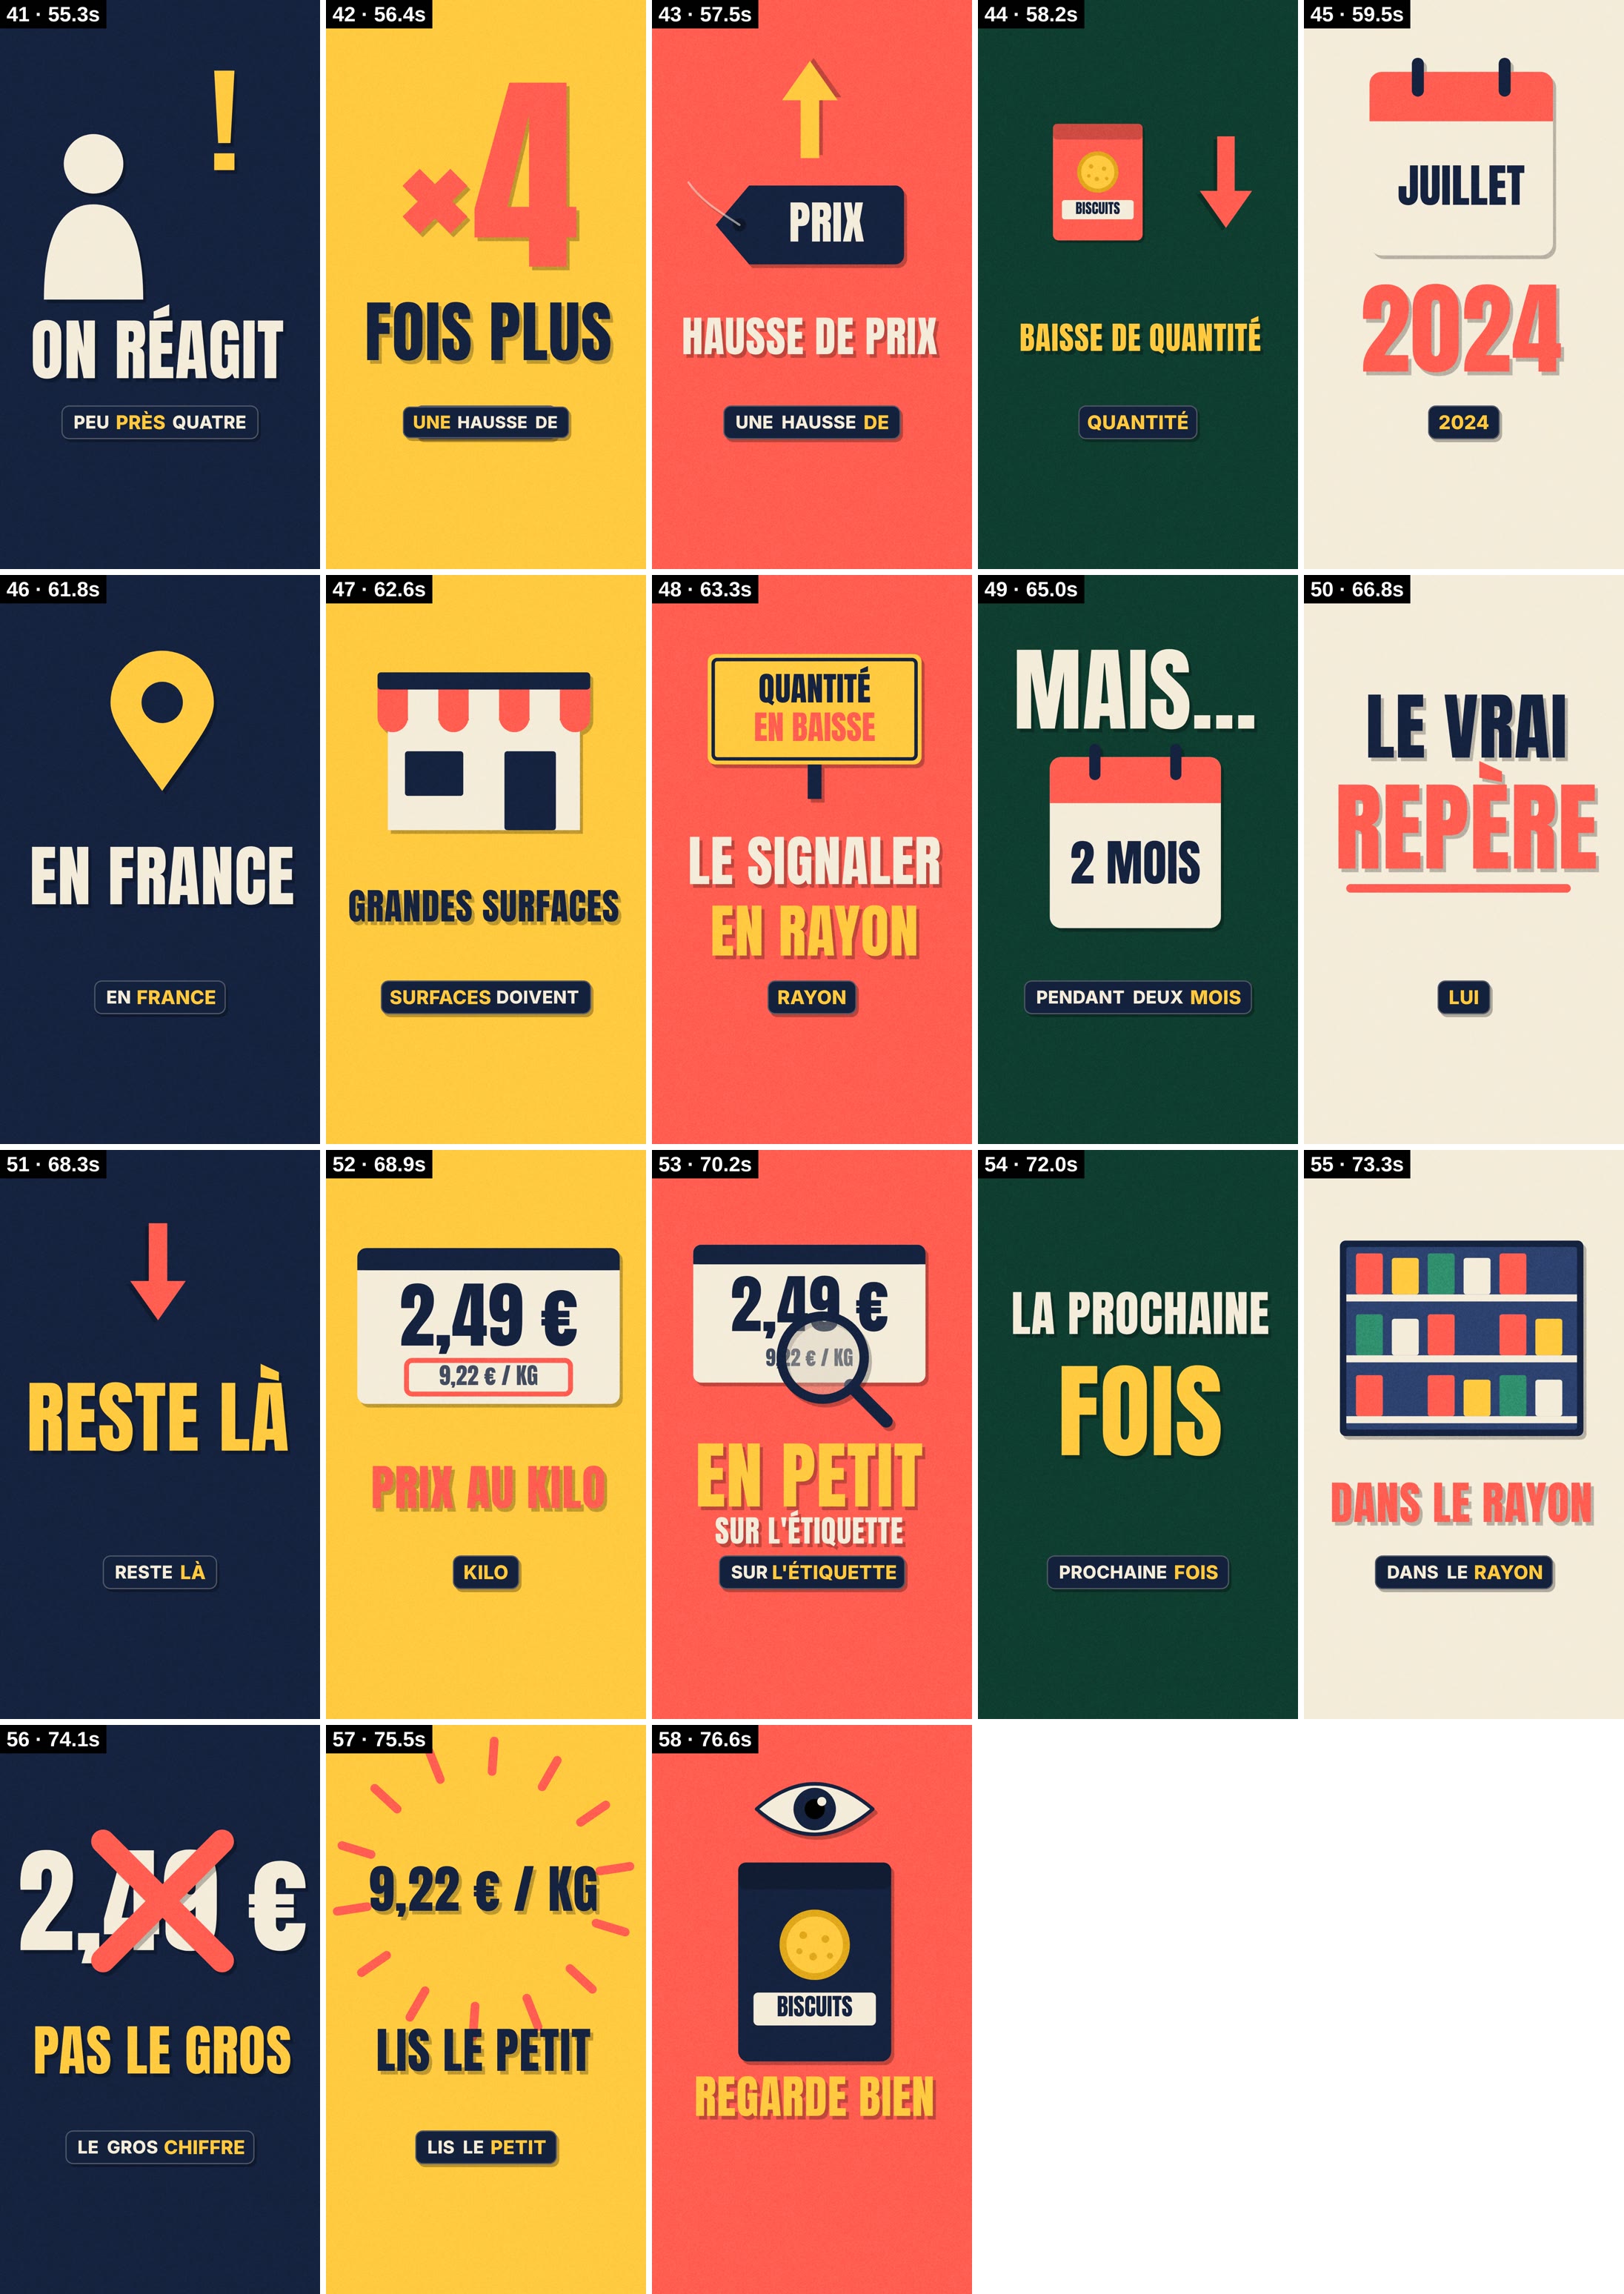 41 · 55.3s
!
ON RÉAGIT
PEU PRÈS QUATRE
42 · 56.4s
×4
FOIS PLUS
UNE HAUSSE DE
43 · 57.5s
PRIX
HAUSSE DE PRIX
UNE HAUSSE DE
44 · 58.2s
BISCUITS
BAISSE DE QUANTITÉ
QUANTITÉ
45 · 59.5s
JUILLET
2024
2024
46 · 61.8s
EN FRANCE
EN FRANCE
47 · 62.6s
GRANDES SURFACES
SURFACES DOIVENT
48 · 63.3s
QUANTITÉ
EN BAISSE
LE SIGNALER
EN RAYON
RAYON
49 · 65.0s
MAIS...
2 MOIS
PENDANT DEUX MOIS
50 · 66.8s
LE VRAI
REPÈRE
LUI
51 · 68.3s
RESTE LÀ
RESTE LÀ
52 · 68.9s
2,49 €
9,22 € / KG
PRIX AU KILO
KILO
53 · 70.2s
2,49 €
9,22 € / KG
EN PETIT
SUR L'ÉTIQUETTE
SUR L'ÉTIQUETTE
54 · 72.0s
LA PROCHAINE
FOIS
PROCHAINE FOIS
55 · 73.3s
DANS LE RAYON
DANS LE RAYON
56 · 74.1s
2,49 €
PAS LE GROS
LE GROS CHIFFRE
57 · 75.5s
9,22 € / KG
LIS LE PETIT
LIS LE PETIT
58 · 76.6s
BISCUITS
REGARDE BIEN